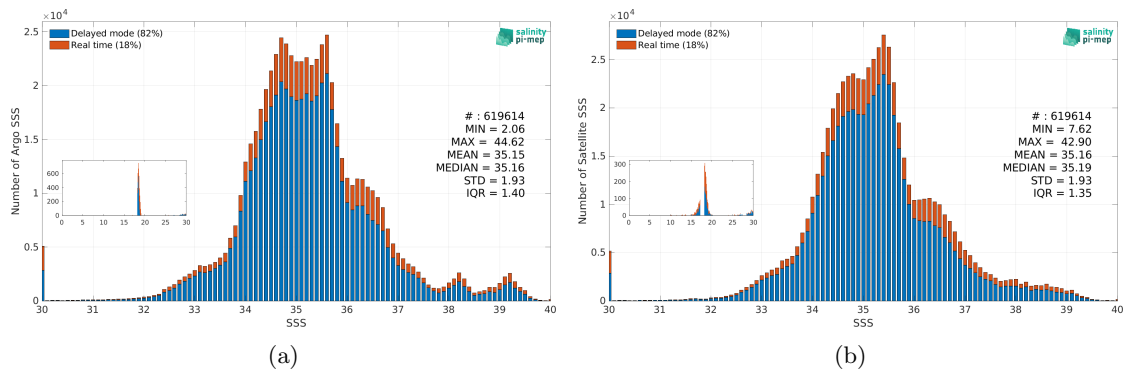 ×10⁴
Delayed mode (82%)
Real time (18%)
salinity
pi-mep
Number of Argo SSS
2.5
2
1.5
1
0.5
0
# : 619614
MIN = 2.06
MAX = 44.62
MEAN = 35.15
MEDIAN = 35.16
STD = 1.93
IQR = 1.40
600
400
200
0
0 5 10 15 20 25 30
30 31 32 33 34 35 36 37 38 39 40
SSS
(a)
×10⁴
Delayed mode (82%)
Real time (18%)
salinity
pi-mep
Number of Satellite SSS
2.5
2
1.5
1
0.5
0
# : 619614
MIN = 7.62
MAX = 42.90
MEAN = 35.16
MEDIAN = 35.19
STD = 1.93
IQR = 1.35
300
200
100
0
0 5 10 15 20 25 30
30 31 32 33 34 35 36 37 38 39 40
SSS
(b)